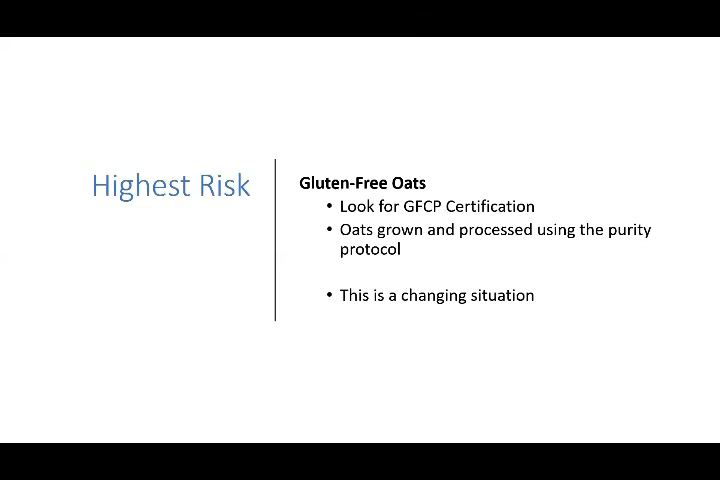 Highest Risk
Gluten-Free Oats
• Look for GFCP Certification
• Oats grown and processed using the purity
protocol
• This is a changing situation